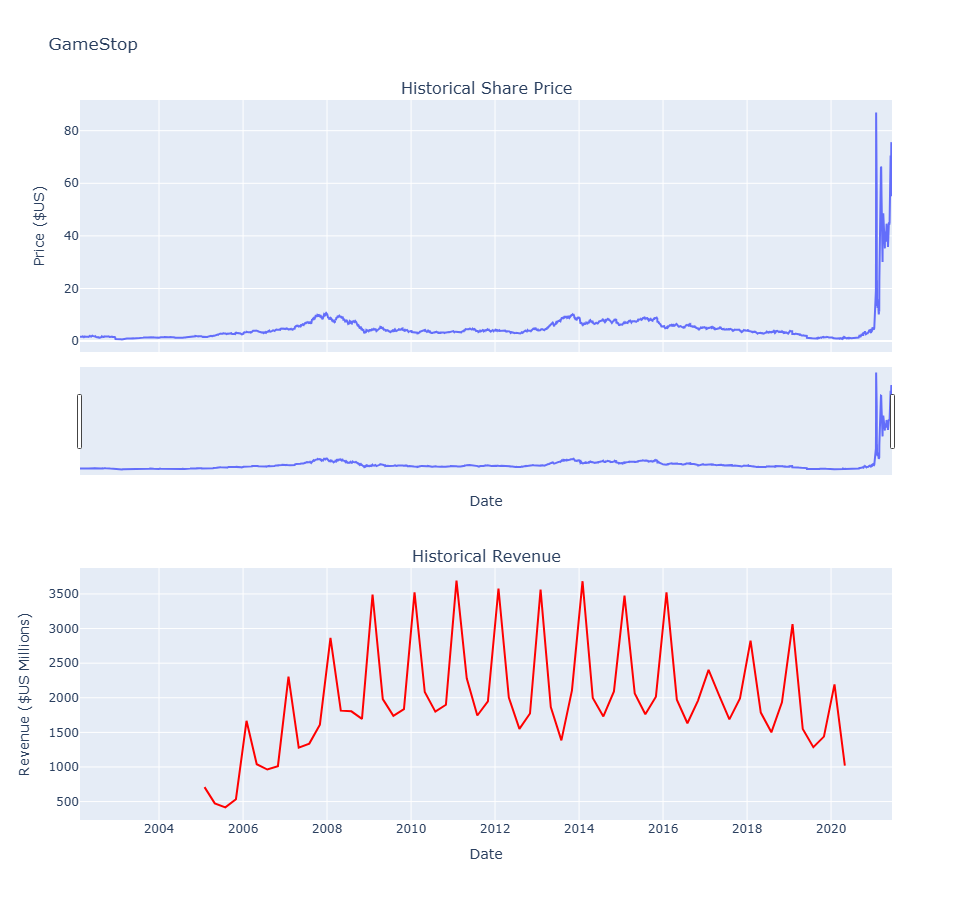 GameStop
Historical Share Price
80
60
40
20
0
Price ($US)
Date
Historical Revenue
3500
3000
2500
2000
1500
1000
500
Revenue ($US Millions)
2004 2006 2008 2010 2012 2014 2016 2018 2020
Date